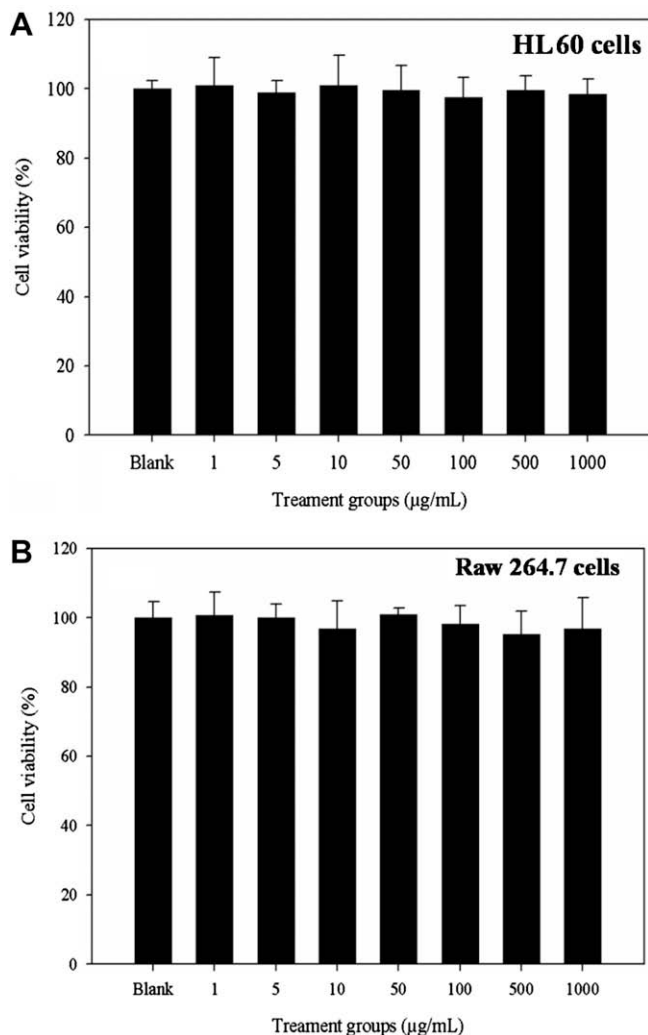 A
HL 60 cells
120
100
80
60
40
20
0
Cell viability (%)
Blank 1 5 10 50 100 500 1000
Treament groups (µg/mL)
B
Raw 264.7 cells
120
100
80
60
40
20
0
Cell viability (%)
Blank 1 5 10 50 100 500 1000
Treament groups (µg/mL)